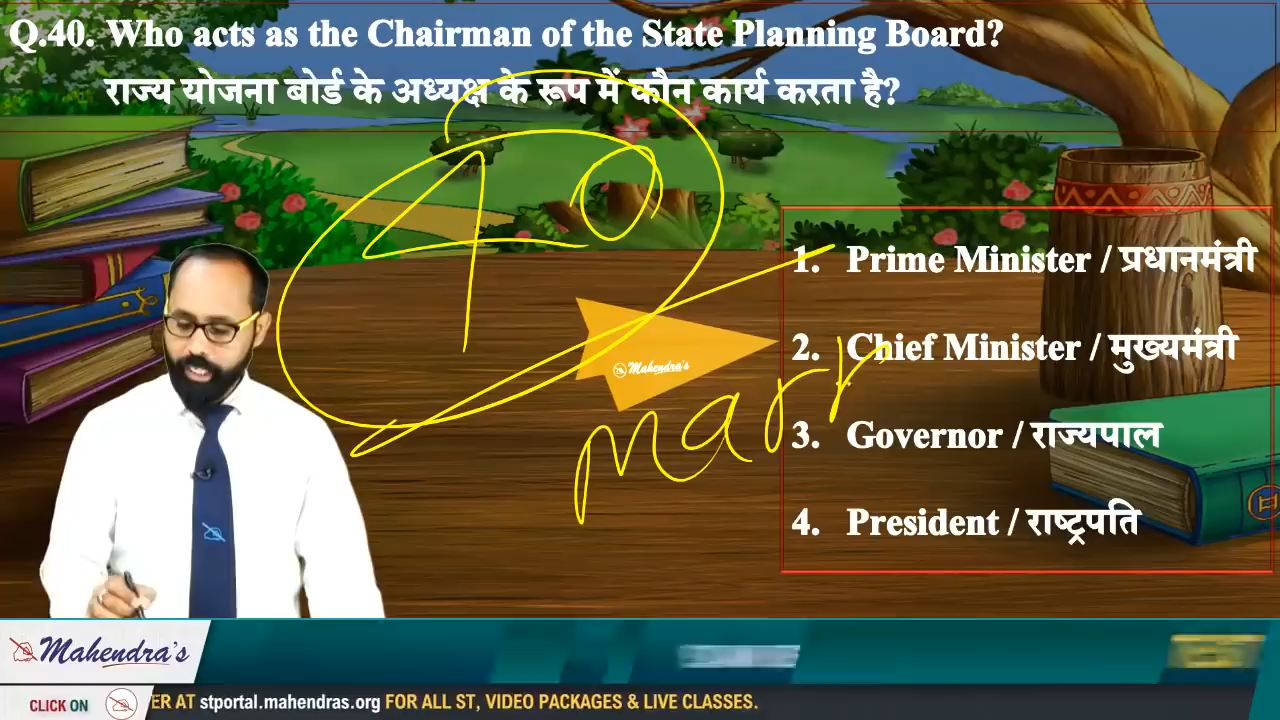 Q.40. Who acts as the Chairman of the State Planning Board?
राज्य योजना बोर्ड के अध्यक्ष के रूप में कौन कार्य करता है?
40
1. Prime Minister / प्रधानमंत्री
2. Chief Minister / मुख्यमंत्री
Mahendra's
marr
3. Governor / राज्यपाल
4. President / राष्ट्रपति
Mahendra's
CLICK ON
ER AT stportal.mahendras.org FOR ALL ST, VIDEO PACKAGES & LIVE CLASSES.